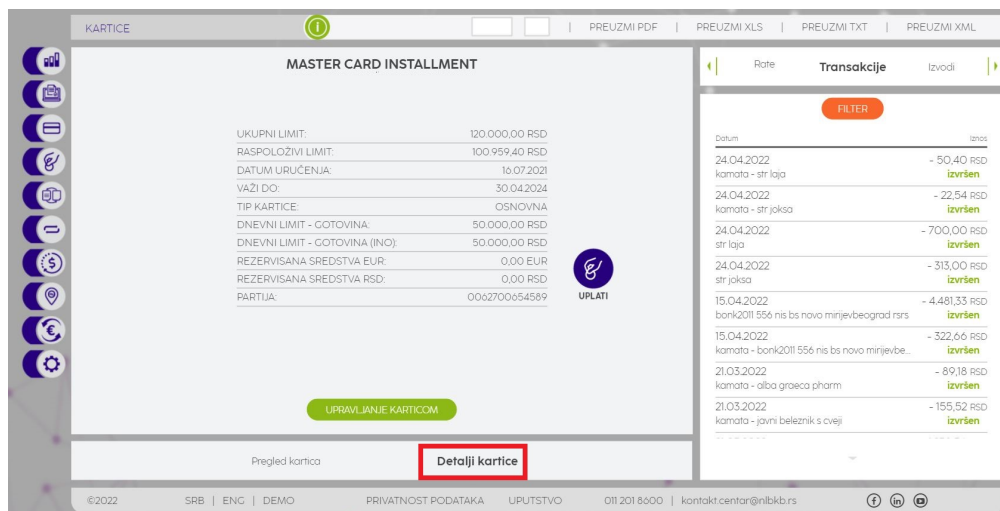 KARTICE | PREUZMI PDF | PREUZMI XLS | PREUZMI TXT | PREUZMI XML
MASTER CARD INSTALLMENT
UKUPNI LIMIT: 120.000,00 RSD
RASPOLOŽIVI LIMIT: 100.959,40 RSD
DATUM URUČENJA: 16.07.2021
VAŽI DO: 30.04.2024
TIP KARTICE: OSNOVNA
DNEVNI LIMIT - GOTOVINA: 50.000,00 RSD
DNEVNI LIMIT - GOTOVINA (INO): 50.000,00 RSD
REZERVISANA SREDSTVA EUR: 0,00 EUR
REZERVISANA SREDSTVA RSD: 0,00 RSD
PARTIJA: 0062700654589
UPLATI
UPRAVLJANJE KARTICOM
Pregled kartica Detalji kartice
Rate Transakcije Izvodi
FILTER
Datum Iznos
24.04.2022 - 50,40 RSD
kamata - str laja izvršen
24.04.2022 - 22,54 RSD
kamata - str joksa izvršen
24.04.2022 - 700,00 RSD
str laja izvršen
24.04.2022 - 313,00 RSD
str joksa izvršen
15.04.2022 - 4.481,33 RSD
bonk2011 556 nis bs novo mirijevbeograd rsrs izvršen
15.04.2022 - 322,66 RSD
kamata - bonk2011 556 nis bs novo mirijevbe... izvršen
21.03.2022 - 89,18 RSD
kamata - alba graeca pharm izvršen
21.03.2022 - 155,52 RSD
kamata - javni beleznik s cveji izvršen
©2022 SRB | ENG | DEMO PRIVATNOST PODATAKA UPUTSTVO 011 201 8600 | kontakt.centar@nlbkb.rs